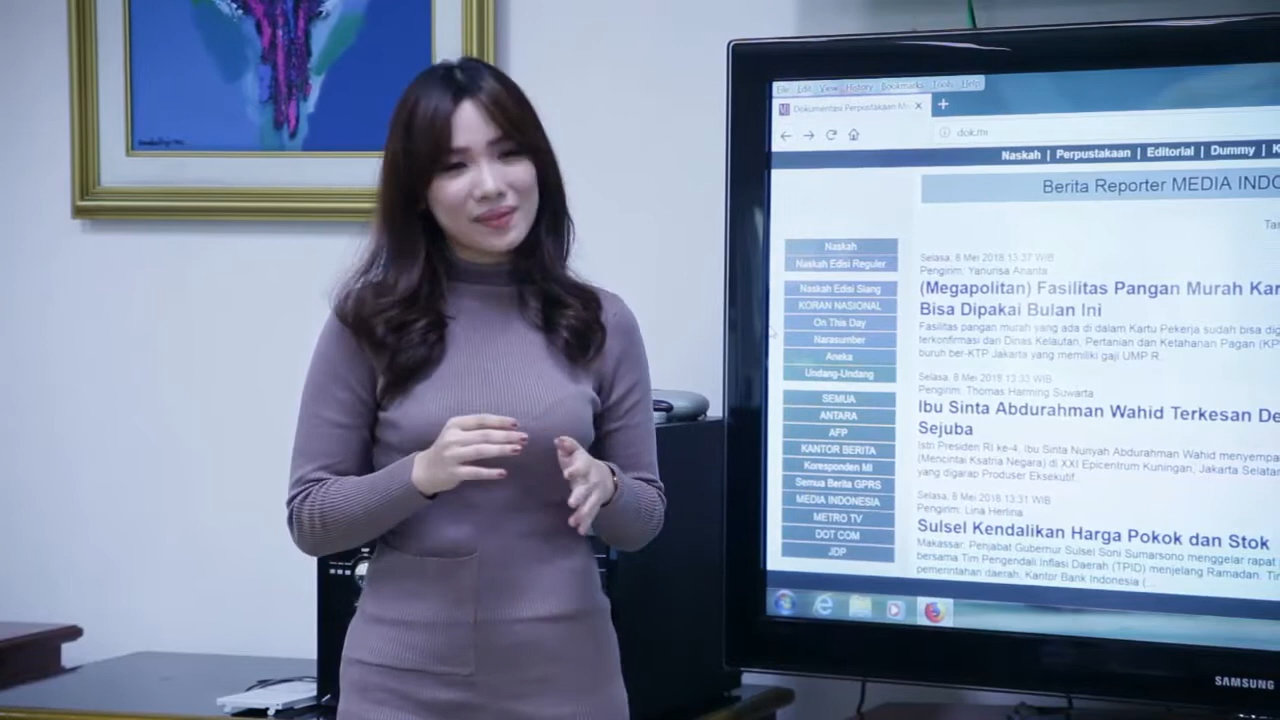 File Edit View History Bookmarks Tools Help
Dokumentasi Perpustakaan M
dok.mi
Naskah | Perpustakaan | Editorial | Dummy | K
Berita Reporter MEDIA INDO
Naskah
Naskah Edisi Reguler
Naskah Edisi Siang
KORAN NASIONAL
On This Day
Narasumber
Aneka
Undang-Undang
SEMUA
ANTARA
AFP
KANTOR BERITA
Koresponden MI
Semua Berita GPRS
MEDIA INDONESIA
METRO TV
DOT COM
JDP
Selasa, 8 Mei 2018 13:37 WIB
Pengirim: Yanurisa Ananta
(Megapolitan) Fasilitas Pangan Murah Kar
Bisa Dipakai Bulan Ini
Fasilitas pangan murah yang ada di dalam Kartu Pekerja sudah bisa dig
terkonfirmasi dari Dinas Kelautan, Pertanian dan Ketahanan Pagan (KP
buruh ber-KTP Jakarta yang memiliki gaji UMP R...
Selasa, 8 Mei 2018 13:33 WIB
Pengirim: Thomas Harming Suwarta
Ibu Sinta Abdurahman Wahid Terkesan De
Sejuba
Istri Presiden RI ke-4, Ibu Sinta Nuriyah Abdurahman Wahid menyempa
(Mencintai Ksatria Negara) di XXI Epicentrum Kuningan, Jakarta Selatan
yang digarap Produser Eksekutif...
Selasa, 8 Mei 2018 13:31 WIB
Pengirim: Lina Herlina
Sulsel Kendalikan Harga Pokok dan Stok
Makassar: Penjabat Gubernur Sulsel Soni Sumarsono menggelar rapat
bersama Tim Pengendali Inflasi Daerah (TPID) menjelang Ramadan. Tim
pemerintahan daerah, Kantor Bank Indonesia (...
SAMSUNG